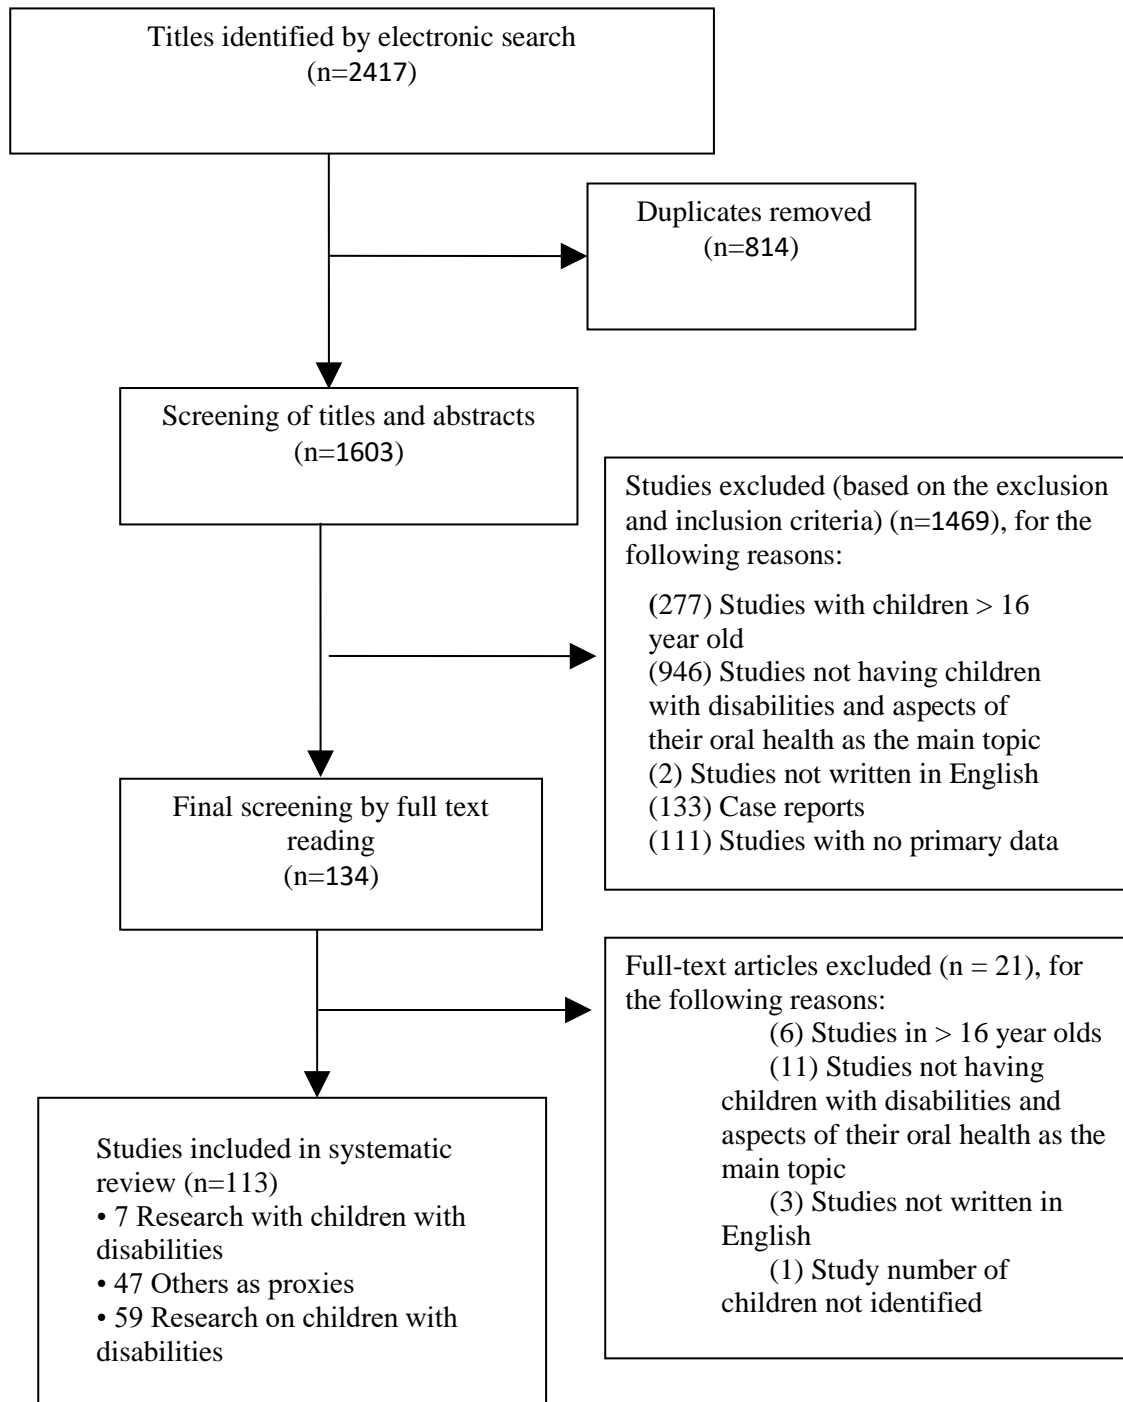 Titles identified by electronic search
(n=2417)
Duplicates removed
(n=814)
Screening of titles and abstracts
(n=1603)
Studies excluded (based on the exclusion
and inclusion criteria) (n=1469), for the
following reasons:
(277) Studies with children > 16
year old
(946) Studies not having children
with disabilities and aspects of
their oral health as the main topic
(2) Studies not written in English
(133) Case reports
(111) Studies with no primary data
Final screening by full text
reading
(n=134)
Full-text articles excluded (n = 21), for
the following reasons:
(6) Studies in > 16 year olds
(11) Studies not having
children with disabilities and
aspects of their oral health as the
main topic
(3) Studies not written in
English
(1) Study number of
children not identified
Studies included in systematic
review (n=113)
• 7 Research with children with
disabilities
• 47 Others as proxies
• 59 Research on children with
disabilities